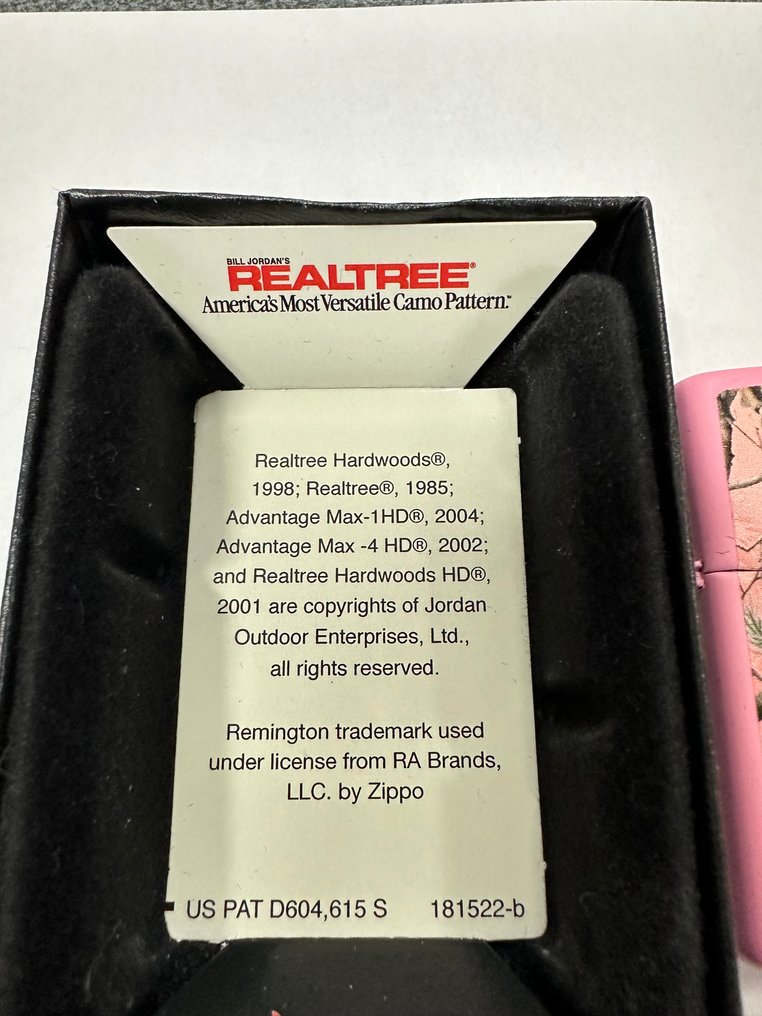 BILL JORDAN'S
REALTREE®
America's Most Versatile Camo Pattern.™
Realtree Hardwoods®,
1998; Realtree®, 1985;
Advantage Max-1HD®, 2004;
Advantage Max -4 HD®, 2002;
and Realtree Hardwoods HD®,
2001 are copyrights of Jordan
Outdoor Enterprises, Ltd.,
all rights reserved.
Remington trademark used
under license from RA Brands,
LLC. by Zippo
US PAT D604,615 S 181522-b